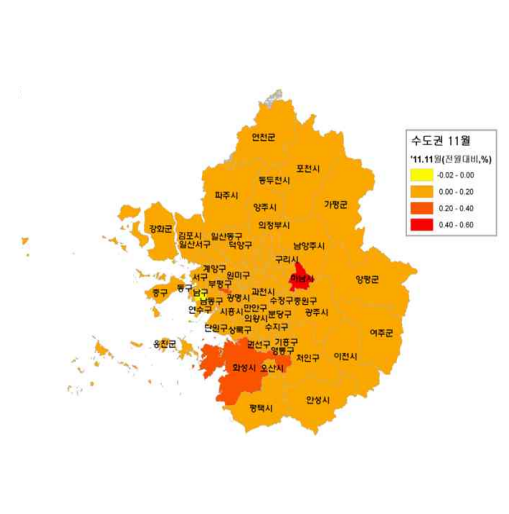 수도권 11월
'11.11월(전월대비,%)
-0.02 - 0.00
0.00 - 0.20
0.20 - 0.40
0.40 - 0.60
연천군
포천시
동두천시
파주시
양주시
가평군
의정부시
강화군
김포시
일산동구
일산서구
덕양구
남양주시
구리시
계양구
서구
원미구
부평구
하남시
양평군
동구
중구
남구
남동구
광명시
과천시
수정구
중원구
연수구
시흥시
만안구
의왕시
분당구
광주시
단원구
상록구
수지구
여주군
옹진군
권선구
기흥구
영통구
처인구
이천시
화성시
오산시
평택시
안성시